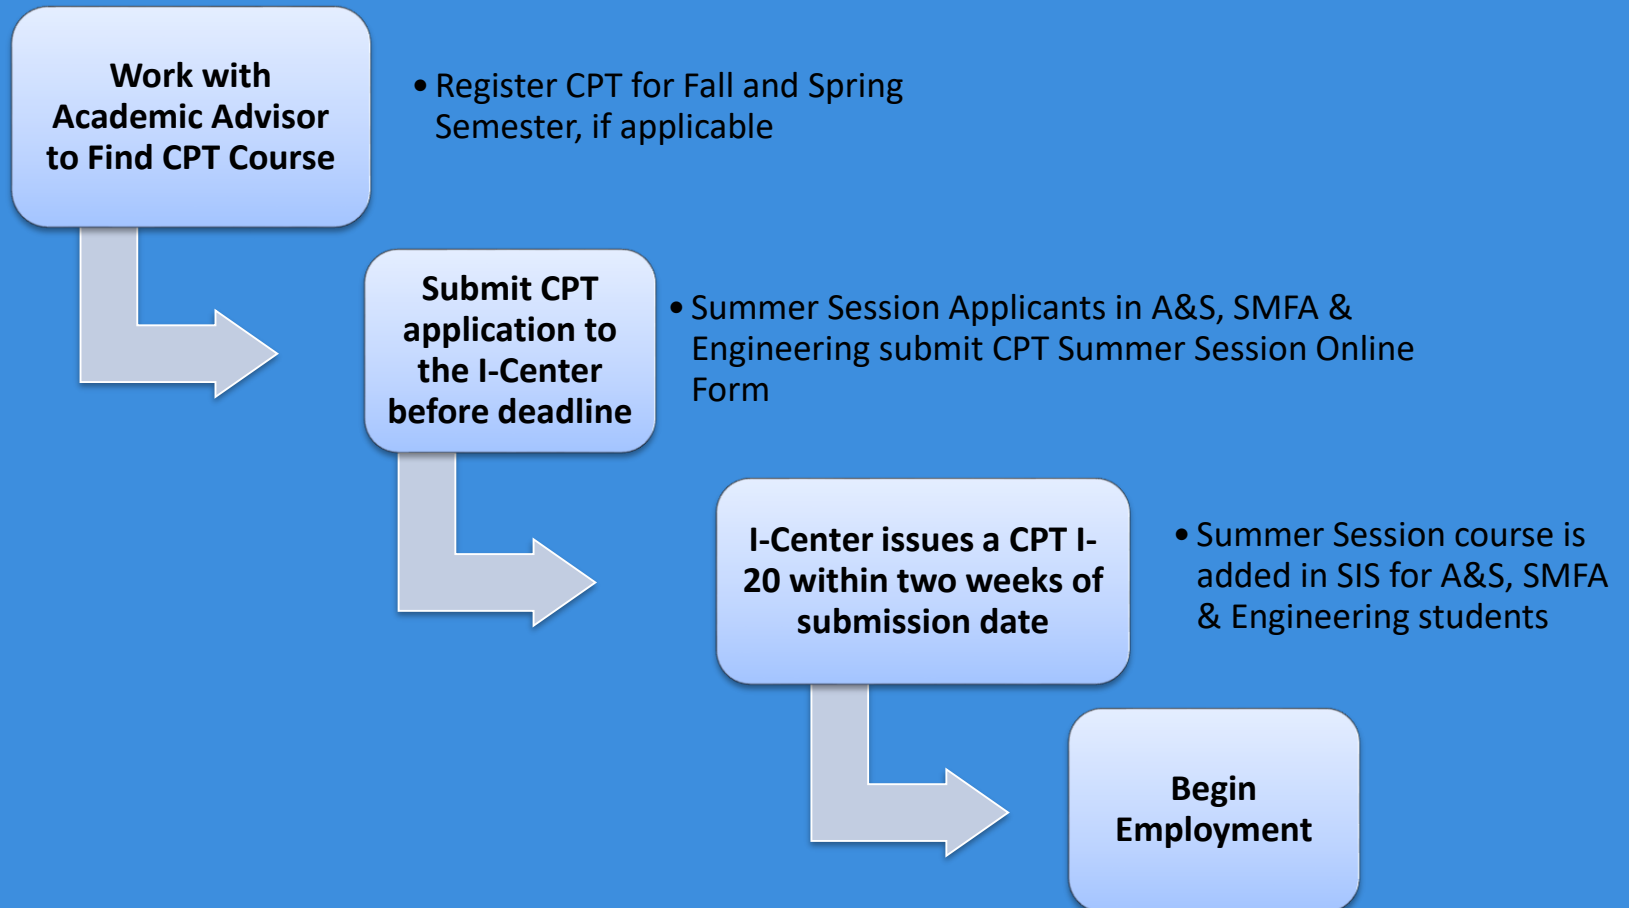 Work with
Academic Advisor
to Find CPT Course
• Register CPT for Fall and Spring
Semester, if applicable
Submit CPT
application to
the I-Center
before deadline
• Summer Session Applicants in A&S, SMFA &
Engineering submit CPT Summer Session Online
Form
I-Center issues a CPT I-
20 within two weeks of
submission date
• Summer Session course is
added in SIS for A&S, SMFA
& Engineering students
Begin
Employment